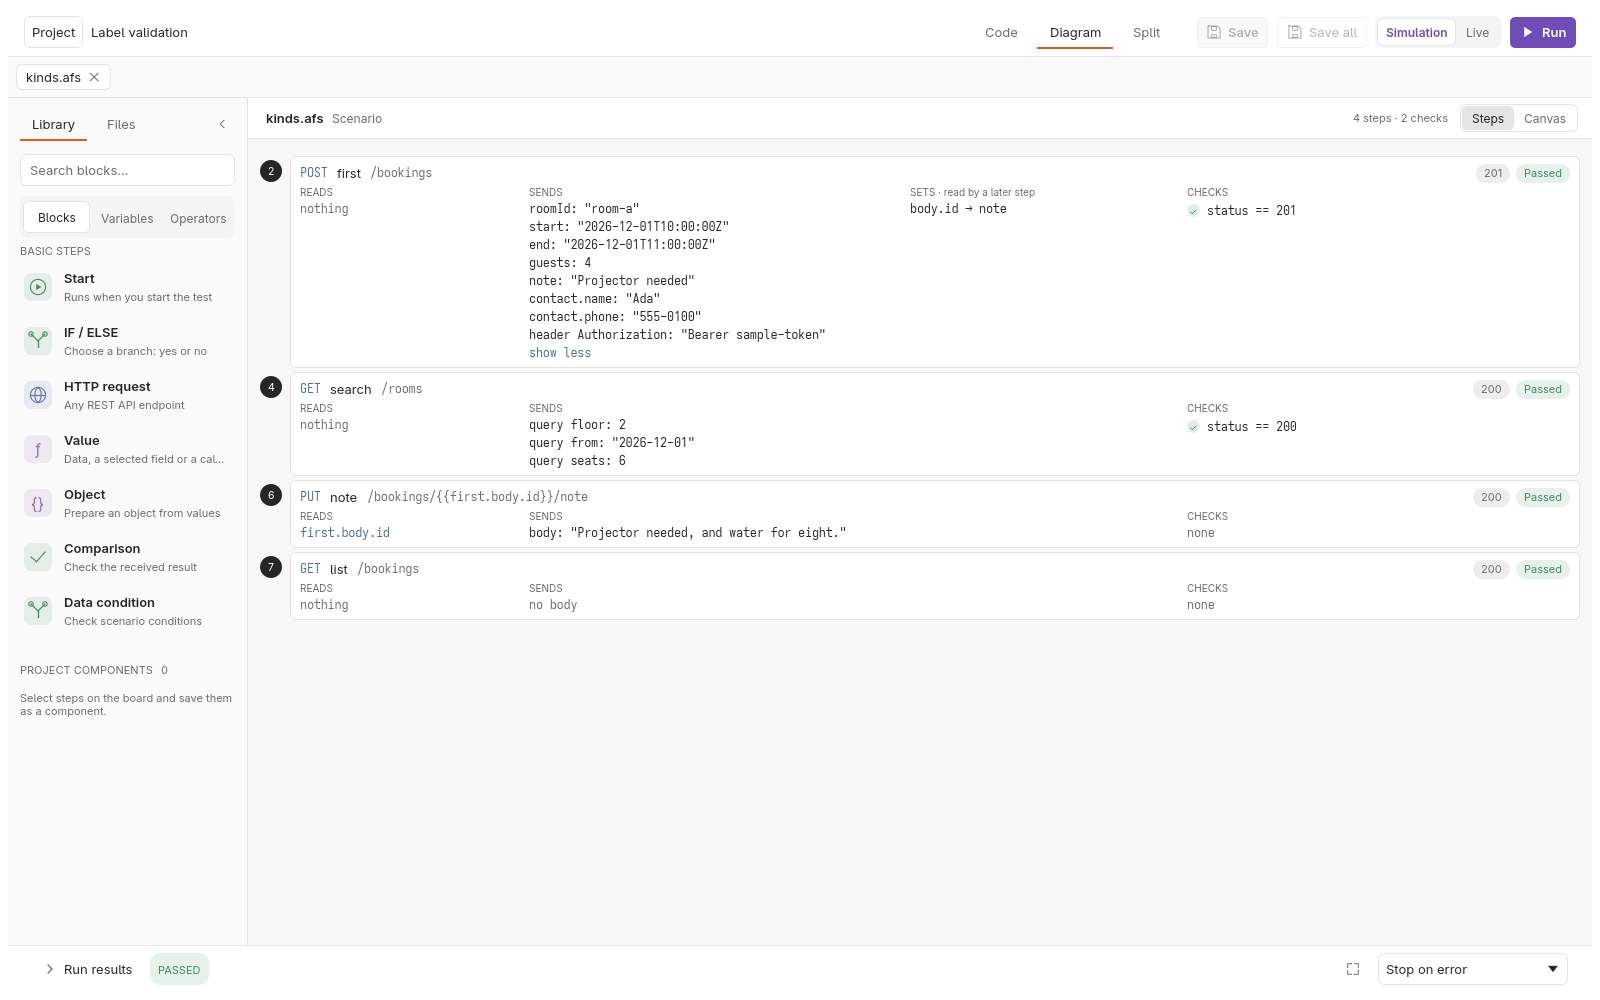 Project
Label validation
Code
Diagram
Split
Save
Save all
Simulation
Live
Run
kinds.afs
Library
Files
Search blocks...
Blocks
Variables
Operators
BASIC STEPS
Start
Runs when you start the test
IF / ELSE
Choose a branch: yes or no
HTTP request
Any REST API endpoint
Value
Data, a selected field or a cal...
Object
Prepare an object from values
Comparison
Check the received result
Data condition
Check scenario conditions
PROJECT COMPONENTS 0
Select steps on the board and save them
as a component.
kinds.afs Scenario
4 steps · 2 checks
Steps
Canvas
2
POST first /bookings
201
Passed
READS
nothing
SENDS
roomId: "room-a"
start: "2026-12-01T10:00:00Z"
end: "2026-12-01T11:00:00Z"
guests: 4
note: "Projector needed"
contact.name: "Ada"
contact.phone: "555-0100"
header Authorization: "Bearer sample-token"
show less
SETS · read by a later step
body.id → note
CHECKS
status == 201
4
GET search /rooms
200
Passed
READS
nothing
SENDS
query floor: 2
query from: "2026-12-01"
query seats: 6
CHECKS
status == 200
6
PUT note /bookings/{{first.body.id}}/note
200
Passed
READS
first.body.id
SENDS
body: "Projector needed, and water for eight."
CHECKS
none
7
GET list /bookings
200
Passed
READS
nothing
SENDS
no body
CHECKS
none
Run results
PASSED
Stop on error